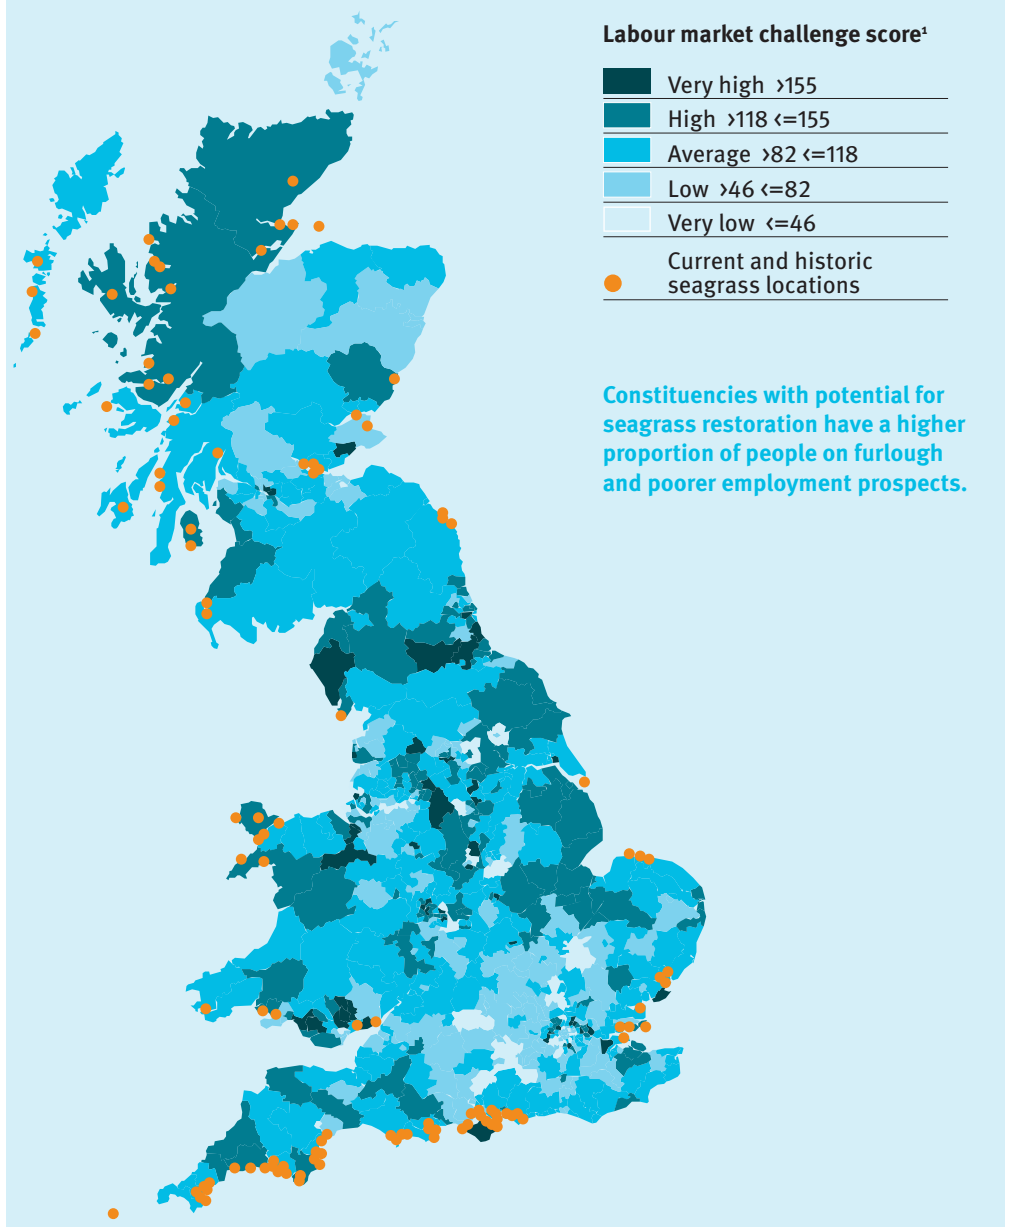 Labour market challenge score¹
Very high >155
High >118 <=155
Average >82 <=118
Low >46 <=82
Very low <=46
Current and historic
seagrass locations
Constituencies with potential for
seagrass restoration have a higher
proportion of people on furlough
and poorer employment prospects.